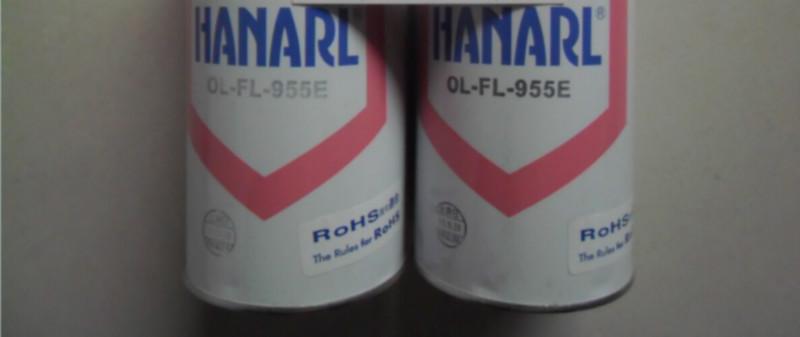 HANARL
OL-FL-955E
RoHS
The Rules for RoHS
HANARL®
OL-FL-955E
RoHS
The Rules for